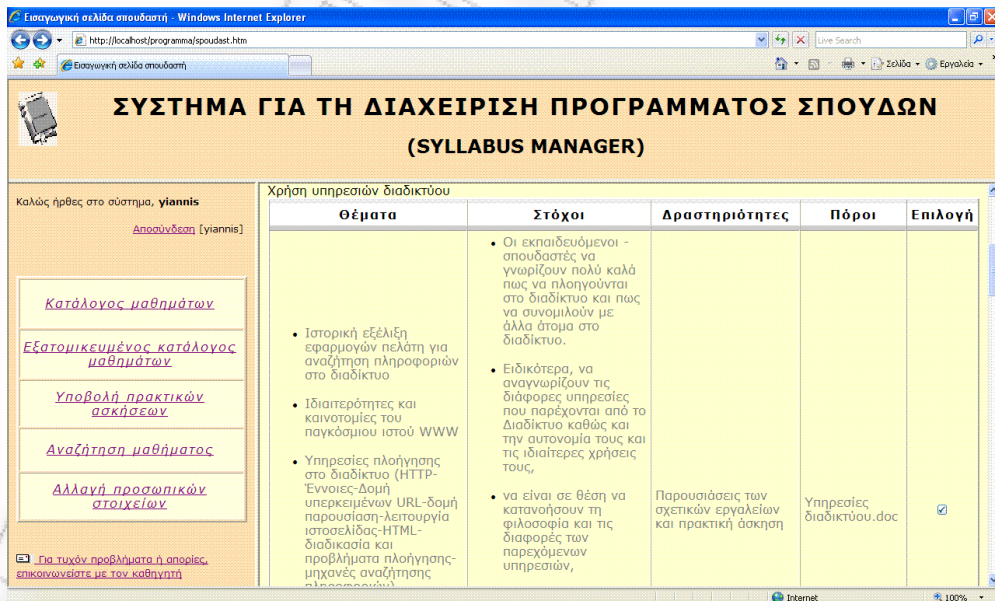 Εισαγωγική σελίδα σπουδαστή - Windows Internet Explorer
http://localhost/programma/spoudast.htm
Live Search
Εισαγωγική σελίδα σπουδαστή
Σελίδα
Εργαλεία
ΣΥΣΤΗΜΑ ΓΙΑ ΤΗ ΔΙΑΧΕΙΡΙΣΗ ΠΡΟΓΡΑΜΜΑΤΟΣ ΣΠΟΥΔΩΝ
(SYLLABUS MANAGER)
Καλώς ήρθες στο σύστημα, yiannis
Αποσύνδεση [yiannis]
Κατάλογος μαθημάτων
Εξατομικευμένος κατάλογος
μαθημάτων
Υποβολή πρακτικών
ασκήσεων
Αναζήτηση μαθήματος
Αλλαγή προσωπικών
στοιχείων
Για τυχόν προβλήματα ή απορίες,
επικοινωνείστε με τον καθηγητή
Χρήση υπηρεσιών διαδικτύου
Θέματα
Στόχοι
Δραστηριότητες
Πόροι
Επιλογή
• Ιστορική εξέλιξη
εφαρμογών πελάτη για
αναζήτηση πληροφοριών
στο διαδίκτυο
• Ιδιαιτερότητες και
καινοτομίες του
παγκόσμιου ιστού WWW
• Υπηρεσίες πλοήγησης
στο διαδίκτυο (HTTP-
Έννοιες-Δομή
υπερκειμένων URL-δομή
παρουσίαση-λειτουργία
ιστοσελίδας-HTML-
διαδικασία και
προβλήματα πλοήγησης-
μηχανές αναζήτησης
πληροφοριών)
• Οι εκπαιδευόμενοι -
σπουδαστές να
γνωρίζουν πολύ καλά
πως να πλοηγούνται
στο διαδίκτυο και πως
να συνομιλούν με
άλλα άτομα στο
διαδίκτυο.
• Ειδικότερα, να
αναγνωρίζουν τις
διάφορες υπηρεσίες
που παρέχονται από το
Διαδίκτυο καθώς και
την αυτονομία τους και
τις ιδιαίτερες χρήσεις
τους,
• να είναι σε θέση να
κατανοήσουν τη
φιλοσοφία και τις
διαφορές των
παρεχόμενων
υπηρεσιών,
Παρουσιάσεις των
σχετικών εργαλείων
και πρακτική άσκηση
Υπηρεσίες
διαδικτύου.doc
Internet
100%